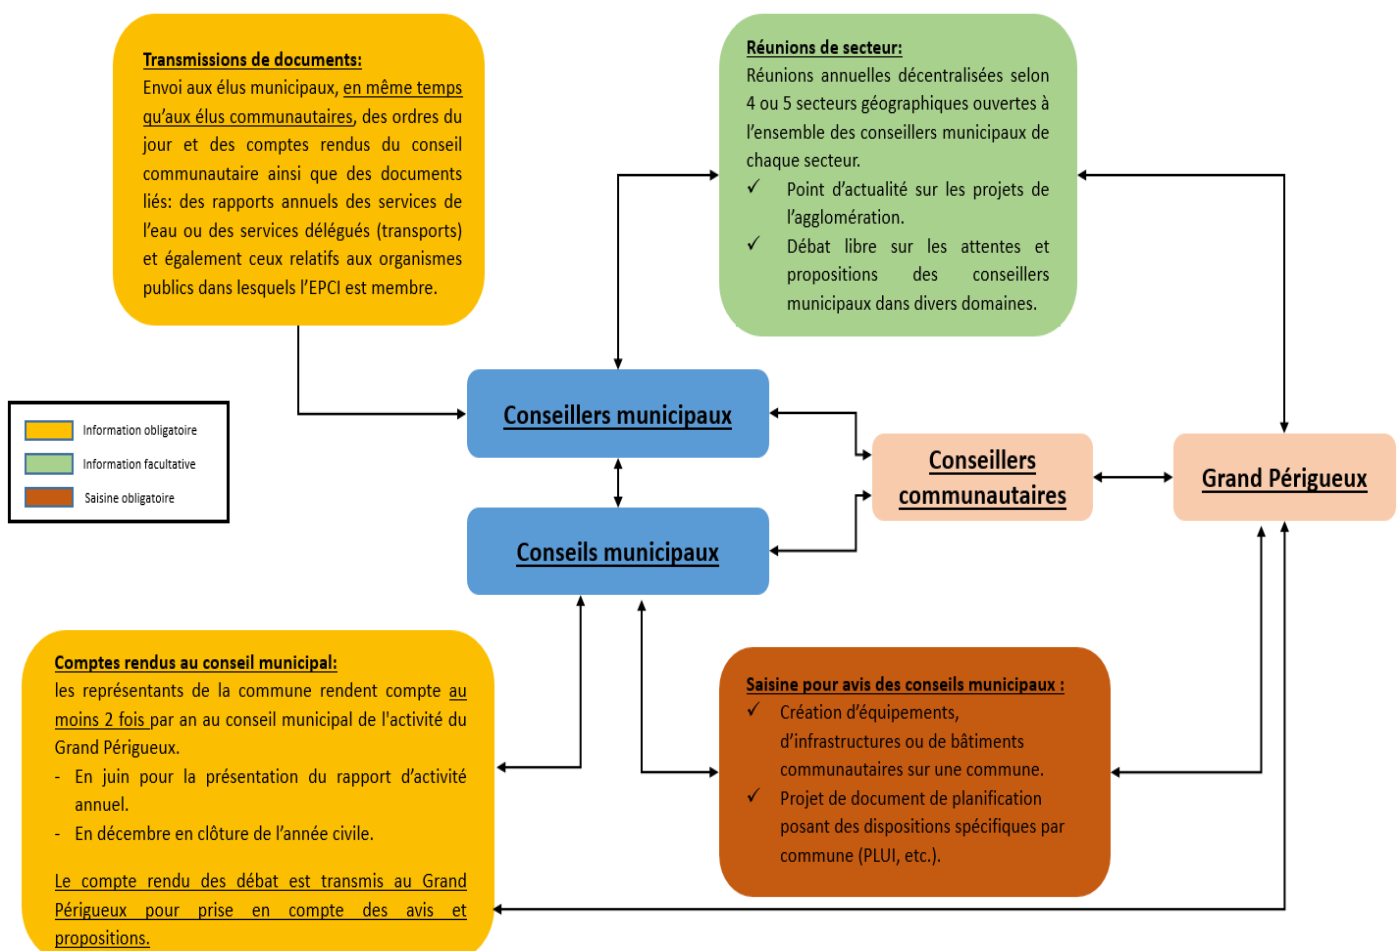 Transmissions de documents:
Envoi aux élus municipaux, en même temps
qu'aux élus communautaires, des ordres du
jour et des comptes rendus du conseil
communautaire ainsi que des documents
liés: des rapports annuels des services de
l'eau ou des services délégués (transports)
et également ceux relatifs aux organismes
publics dans lesquels l'EPCI est membre.
Réunions de secteur:
Réunions annuelles décentralisées selon
4 ou 5 secteurs géographiques ouvertes à
l'ensemble des conseillers municipaux de
chaque secteur.
✓ Point d'actualité sur les projets de
l'agglomération.
✓ Débat libre sur les attentes et
propositions des conseillers
municipaux dans divers domaines.
Information obligatoire
Information facultative
Saisine obligatoire
Conseillers municipaux
Conseils municipaux
Conseillers
communautaires
Grand Périgueux
Comptes rendus au conseil municipal:
les représentants de la commune rendent compte au
moins 2 fois par an au conseil municipal de l'activité du
Grand Périgueux.
- En juin pour la présentation du rapport d'activité
annuel.
- En décembre en clôture de l'année civile.
Le compte rendu des débat est transmis au Grand
Périgueux pour prise en compte des avis et
propositions.
Saisine pour avis des conseils municipaux :
✓ Création d'équipements,
d'infrastructures ou de bâtiments
communautaires sur une commune.
✓ Projet de document de planification
posant des dispositions spécifiques par
commune (PLUI, etc.).